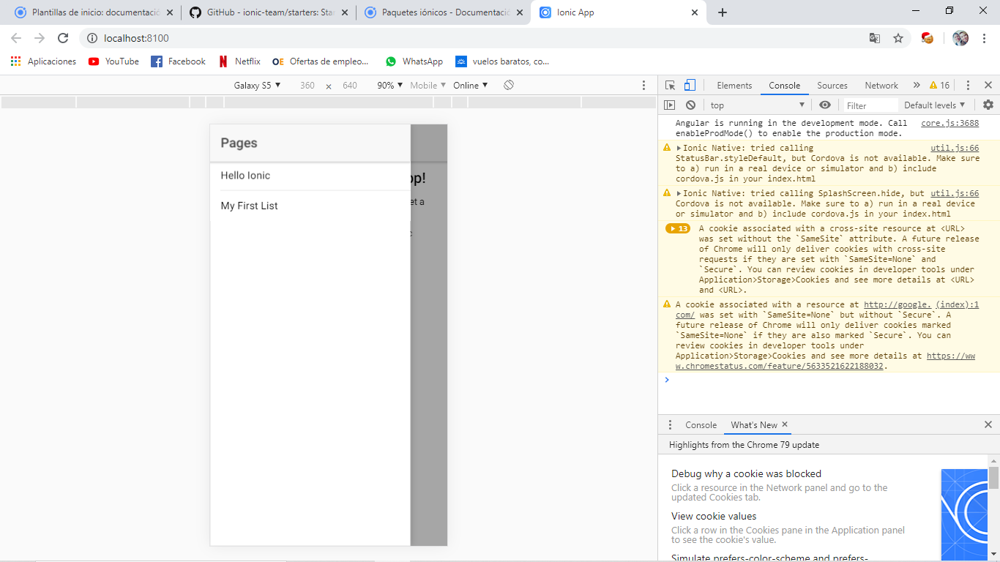 Plantillas de inicio: documentació
GitHub - ionic-team/starters: Star
Paquetes iónicos - Documentació
Ionic App
localhost:8100
Aplicaciones
YouTube
Facebook
Netflix
OE Ofertas de empleo...
WhatsApp
vuelos baratos, co...
Galaxy S5 ▼ 360 × 640 90% ▼ Mobile ▼ Online ▼
Elements Console Sources Network » 16
top ▼ Filter Default levels ▼
Pages
Hello Ionic
My First List
op!
et a
c
Angular is running in the development mode. Call core.js:3688
enableProdMode() to enable the production mode.
Ionic Native: tried calling util.js:66
StatusBar.styleDefault, but Cordova is not available. Make sure
to a) run in a real device or simulator and b) include
cordova.js in your index.html
Ionic Native: tried calling SplashScreen.hide, but util.js:66
Cordova is not available. Make sure to a) run in a real device
or simulator and b) include cordova.js in your index.html
13 A cookie associated with a cross-site resource at <URL>
was set without the `SameSite` attribute. A future release
of Chrome will only deliver cookies with cross-site
requests if they are set with `SameSite=None` and
`Secure`. You can review cookies in developer tools under
Application>Storage>Cookies and see more details at <URL>
and <URL>.
A cookie associated with a resource at http://google. (index):1
com/ was set with `SameSite=None` but without `Secure`. A
future release of Chrome will only deliver cookies marked
`SameSite=None` if they are also marked `Secure`. You can
review cookies in developer tools under
Application>Storage>Cookies and see more details at https://ww
w.chromestatus.com/feature/5633521622188032.
Console What's New ×
Highlights from the Chrome 79 update
Debug why a cookie was blocked
Click a resource in the Network panel and go to the
updated Cookies tab.
View cookie values
Click a row in the Cookies pane in the Application panel
to see the cookie's value.
Simulate prefers-color-scheme and prefers-